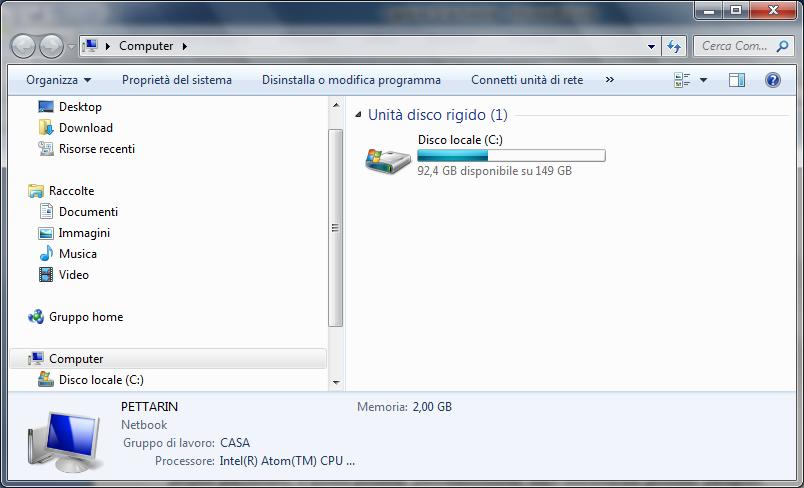 Computer
Cerca Com...
Organizza Proprietà del sistema Disinstalla o modifica programma Connetti unità di rete »
Desktop
Download
Risorse recenti
Raccolte
Documenti
Immagini
Musica
Video
Gruppo home
Computer
Disco locale (C:)
Unità disco rigido (1)
Disco locale (C:)
92,4 GB disponibile su 149 GB
PETTARIN Memoria: 2,00 GB
Netbook
Gruppo di lavoro: CASA
Processore: Intel(R) Atom(TM) CPU ...